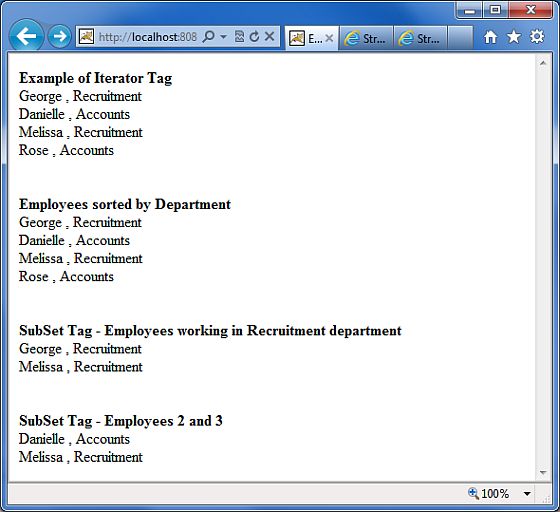 http://localhost:808
E...
Str...
Str...
Example of Iterator Tag
George , Recruitment
Danielle , Accounts
Melissa , Recruitment
Rose , Accounts
Employees sorted by Department
George , Recruitment
Danielle , Accounts
Melissa , Recruitment
Rose , Accounts
SubSet Tag - Employees working in Recruitment department
George , Recruitment
Melissa , Recruitment
SubSet Tag - Employees 2 and 3
Danielle , Accounts
Melissa , Recruitment
100%